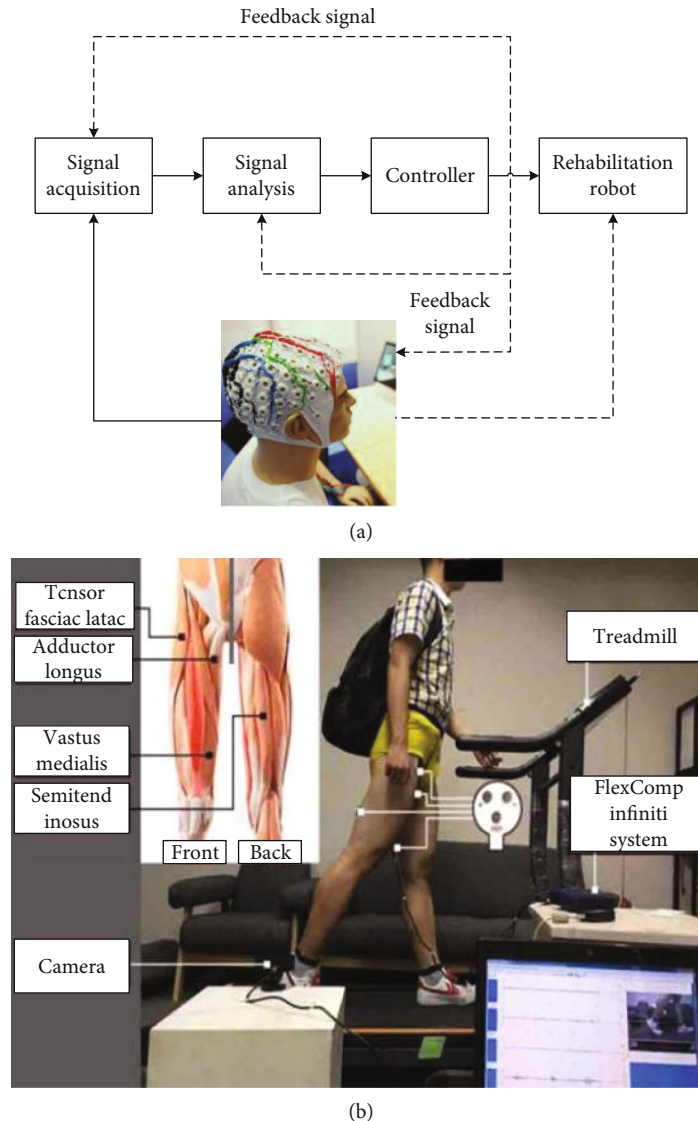 Feedback signal
Signal
acquisition
Signal
analysis
Controller
Rehabilitation
robot
Feedback
signal
(a)
Tcnsor
fasciac latac
Adductor
longus
Vastus
medialis
Semitend
inosus
Front
Back
Treadmill
FlexComp
infiniti
system
Camera
(b)